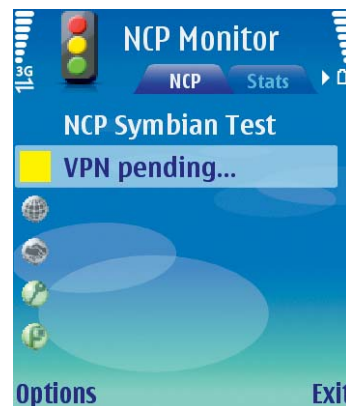 NCP Monitor
3G
NCP Stats
NCP Symbian Test
VPN pending...
Options Exit